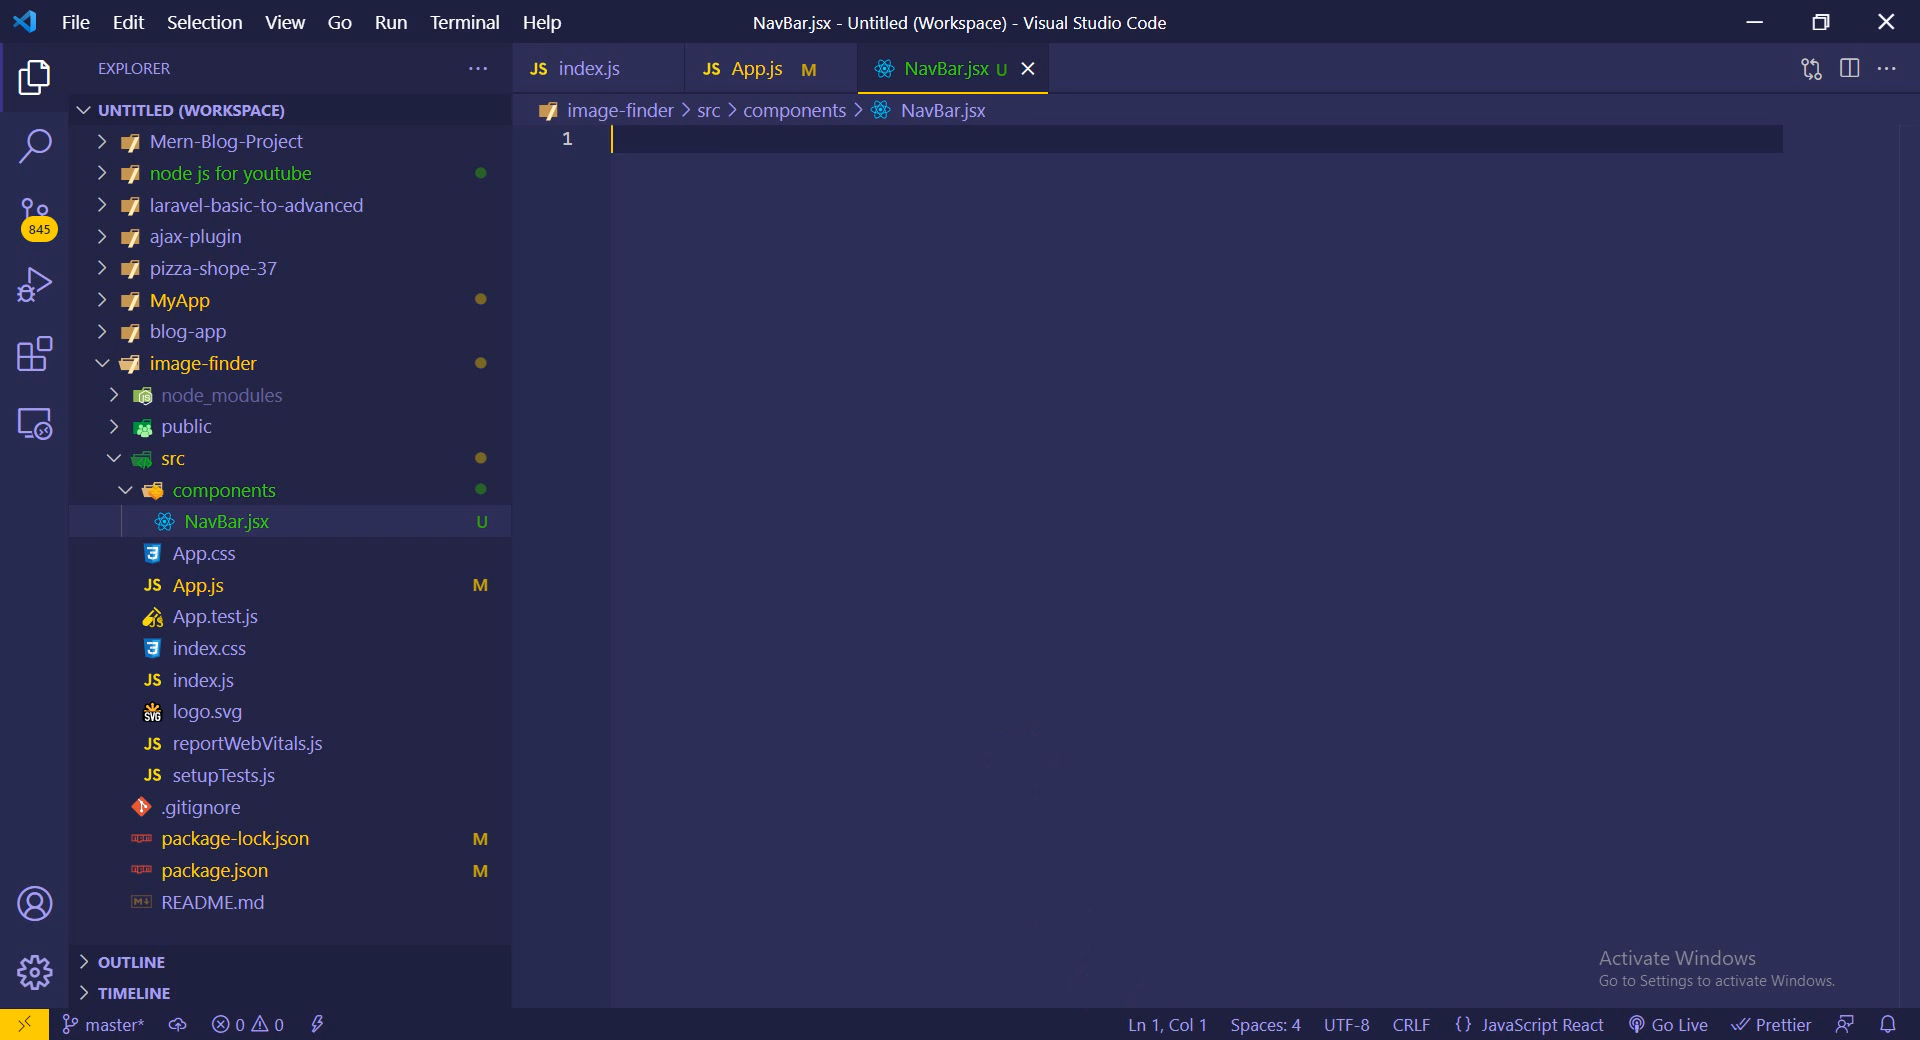 File Edit Selection View Go Run Terminal Help
NavBar.jsx - Untitled (Workspace) - Visual Studio Code
EXPLORER
JS index.js
JS App.js M
NavBar.jsx U
image-finder > src > components > NavBar.jsx
1
845
UNTITLED (WORKSPACE)
Mern-Blog-Project
node js for youtube
laravel-basic-to-advanced
ajax-plugin
pizza-shope-37
MyApp
blog-app
image-finder
node_modules
public
src
components
NavBar.jsx U
App.css
JS App.js M
App.test.js
index.css
JS index.js
SVG logo.svg
JS reportWebVitals.js
JS setupTests.js
.gitignore
package-lock.json M
package.json M
README.md
OUTLINE
TIMELINE
Activate Windows
Go to Settings to activate Windows.
master* 0 0
Ln 1, Col 1 Spaces: 4 UTF-8 CRLF {} JavaScript React Go Live Prettier